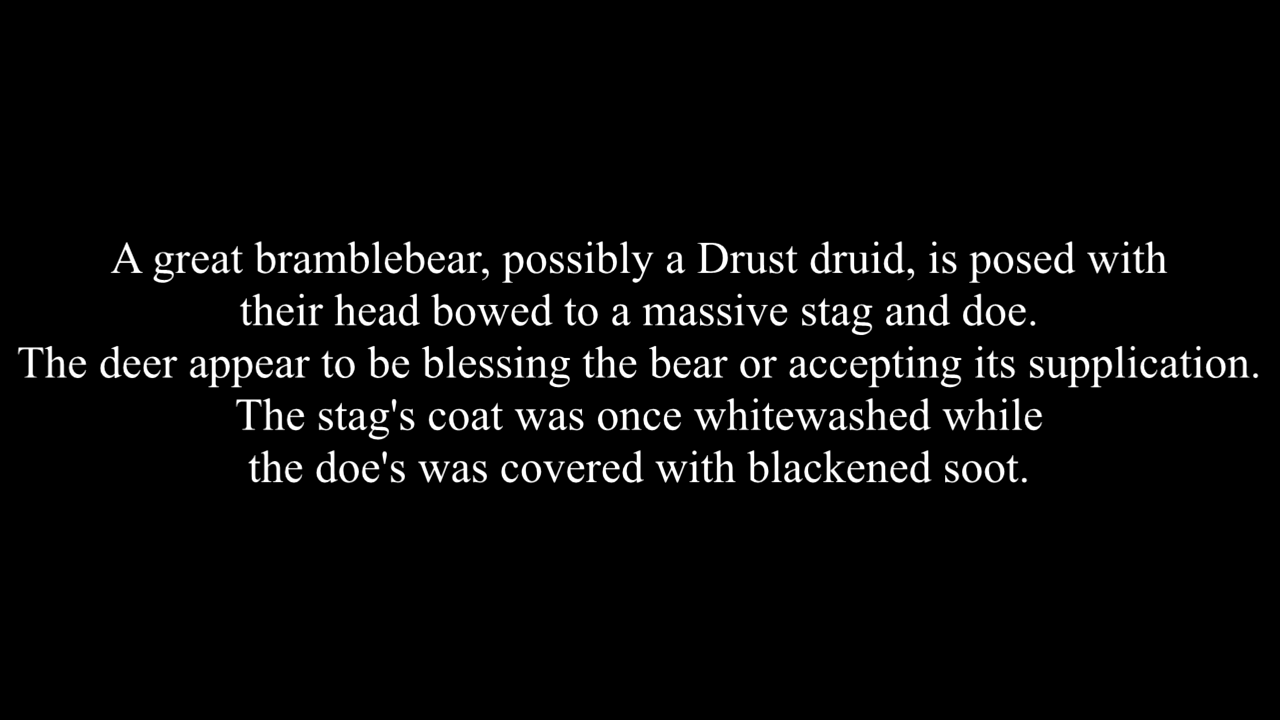 A great bramblebear, possibly a Drust druid, is posed with
their head bowed to a massive stag and doe.
The deer appear to be blessing the bear or accepting its supplication.
The stag's coat was once whitewashed while
the doe's was covered with blackened soot.